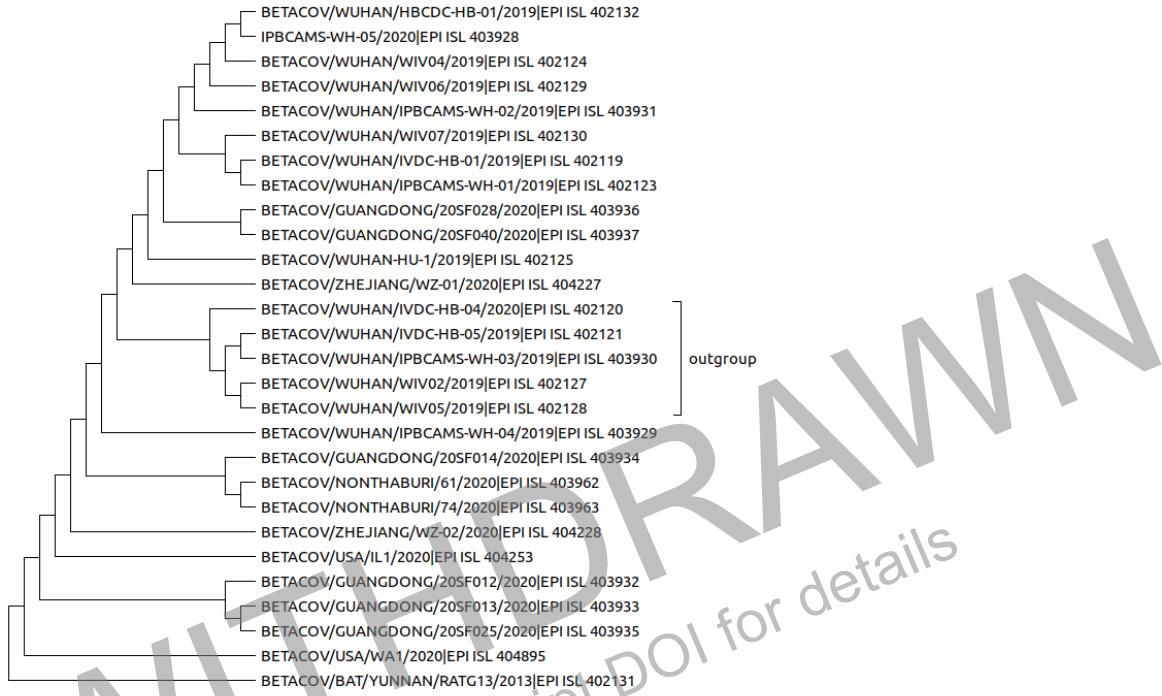 BETACOV/WUHAN/HBCDC-HB-01/2019|EPI ISL 402132
IPBCAMS-WH-05/2020|EPI ISL 403928
BETACOV/WUHAN/WIV04/2019|EPI ISL 402124
BETACOV/WUHAN/WIV06/2019|EPI ISL 402129
BETACOV/WUHAN/IPBCAMS-WH-02/2019|EPI ISL 403931
BETACOV/WUHAN/WIV07/2019|EPI ISL 402130
BETACOV/WUHAN/IVDC-HB-01/2019|EPI ISL 402119
BETACOV/WUHAN/IPBCAMS-WH-01/2019|EPI ISL 402123
BETACOV/GUANGDONG/20SF028/2020|EPI ISL 403936
BETACOV/GUANGDONG/20SF040/2020|EPI ISL 403937
BETACOV/WUHAN-HU-1/2019|EPI ISL 402125
BETACOV/ZHEJIANG/WZ-01/2020|EPI ISL 404227
BETACOV/WUHAN/IVDC-HB-04/2020|EPI ISL 402120
BETACOV/WUHAN/IVDC-HB-05/2019|EPI ISL 402121
BETACOV/WUHAN/IPBCAMS-WH-03/2019|EPI ISL 403930
outgroup
BETACOV/WUHAN/WIV02/2019|EPI ISL 402127
BETACOV/WUHAN/WIV05/2019|EPI ISL 402128
BETACOV/WUHAN/IPBCAMS-WH-04/2019|EPI ISL 403929
BETACOV/GUANGDONG/20SF014/2020|EPI ISL 403934
BETACOV/NONTHABURI/61/2020|EPI ISL 403962
BETACOV/NONTHABURI/74/2020|EPI ISL 403963
BETACOV/ZHEJIANG/WZ-02/2020|EPI ISL 404228
BETACOV/USA/IL1/2020|EPI ISL 404253
BETACOV/GUANGDONG/20SF012/2020|EPI ISL 403932
BETACOV/GUANGDONG/20SF013/2020|EPI ISL 403933
BETACOV/GUANGDONG/20SF025/2020|EPI ISL 403935
BETACOV/USA/WA1/2020|EPI ISL 404895
BETACOV/BAT/YUNNAN/RATG13/2013|EPI ISL 402131
WITHDRAWN
DOI for details